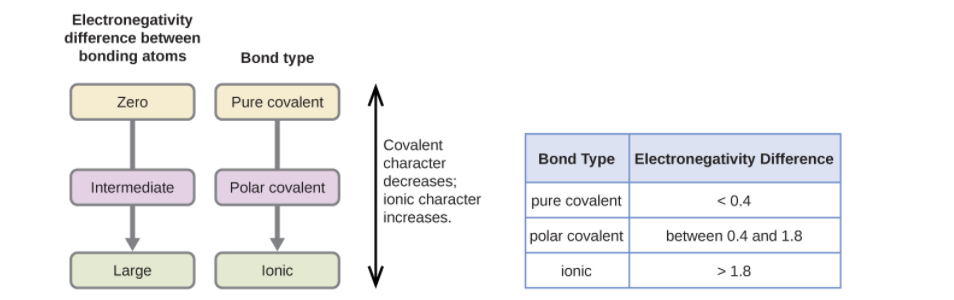 Electronegativity
difference between
bonding atoms
Bond type
Zero
Pure covalent
Intermediate
Polar covalent
Large
Ionic
Covalent
character
decreases;
ionic character
increases.
Bond Type Electronegativity Difference
pure covalent < 0.4
polar covalent between 0.4 and 1.8
ionic > 1.8